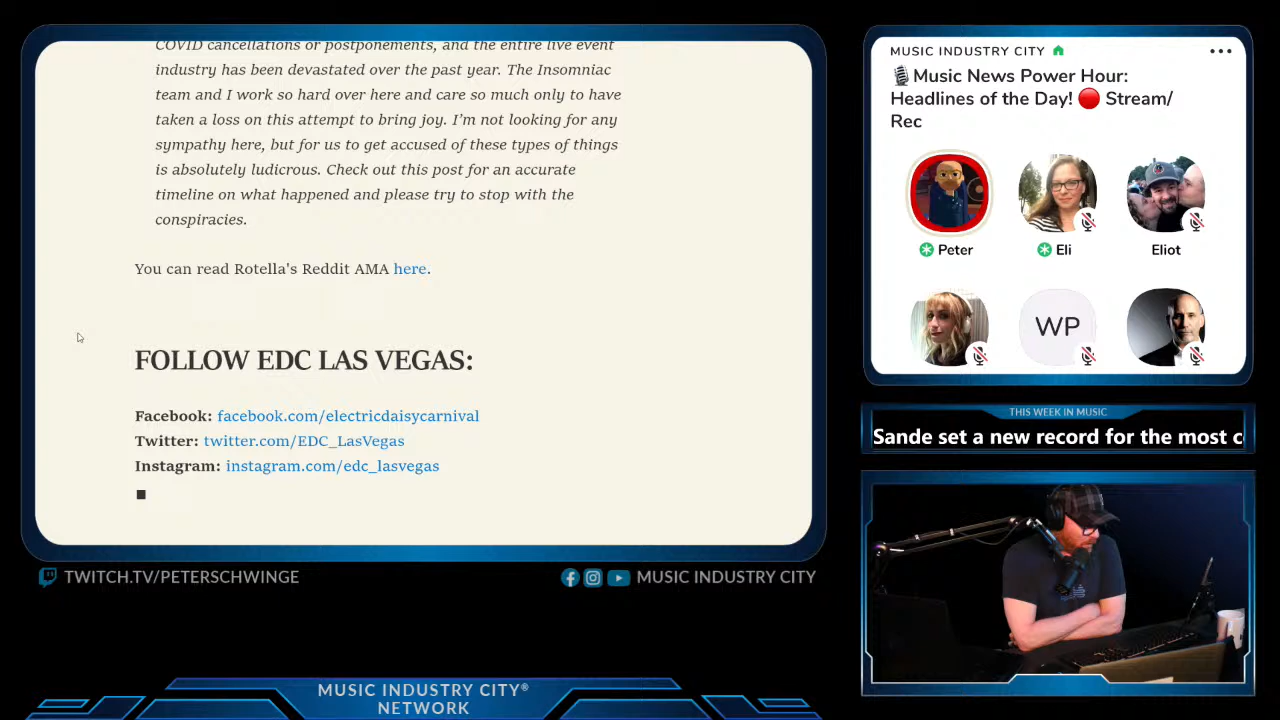 COVID cancellations or postponements, and the entire live event
industry has been devastated over the past year. The Insomniac
team and I work so hard over here and care so much only to have
taken a loss on this attempt to bring joy. I'm not looking for any
sympathy here, but for us to get accused of these types of things
is absolutely ludicrous. Check out this post for an accurate
timeline on what happened and please try to stop with the
conspiracies.
You can read Rotella's Reddit AMA here.
FOLLOW EDC LAS VEGAS:
Facebook: facebook.com/electricdaisycarnival
Twitter: twitter.com/EDC_LasVegas
Instagram: instagram.com/edc_lasvegas
TWITCH.TV/PETERSCHWINGE
MUSIC INDUSTRY CITY
MUSIC INDUSTRY CITY®
NETWORK
MUSIC INDUSTRY CITY
Music News Power Hour:
Headlines of the Day! Stream/
Rec
Peter
Eli
Eliot
WP
THIS WEEK IN MUSIC
Sande set a new record for the most c